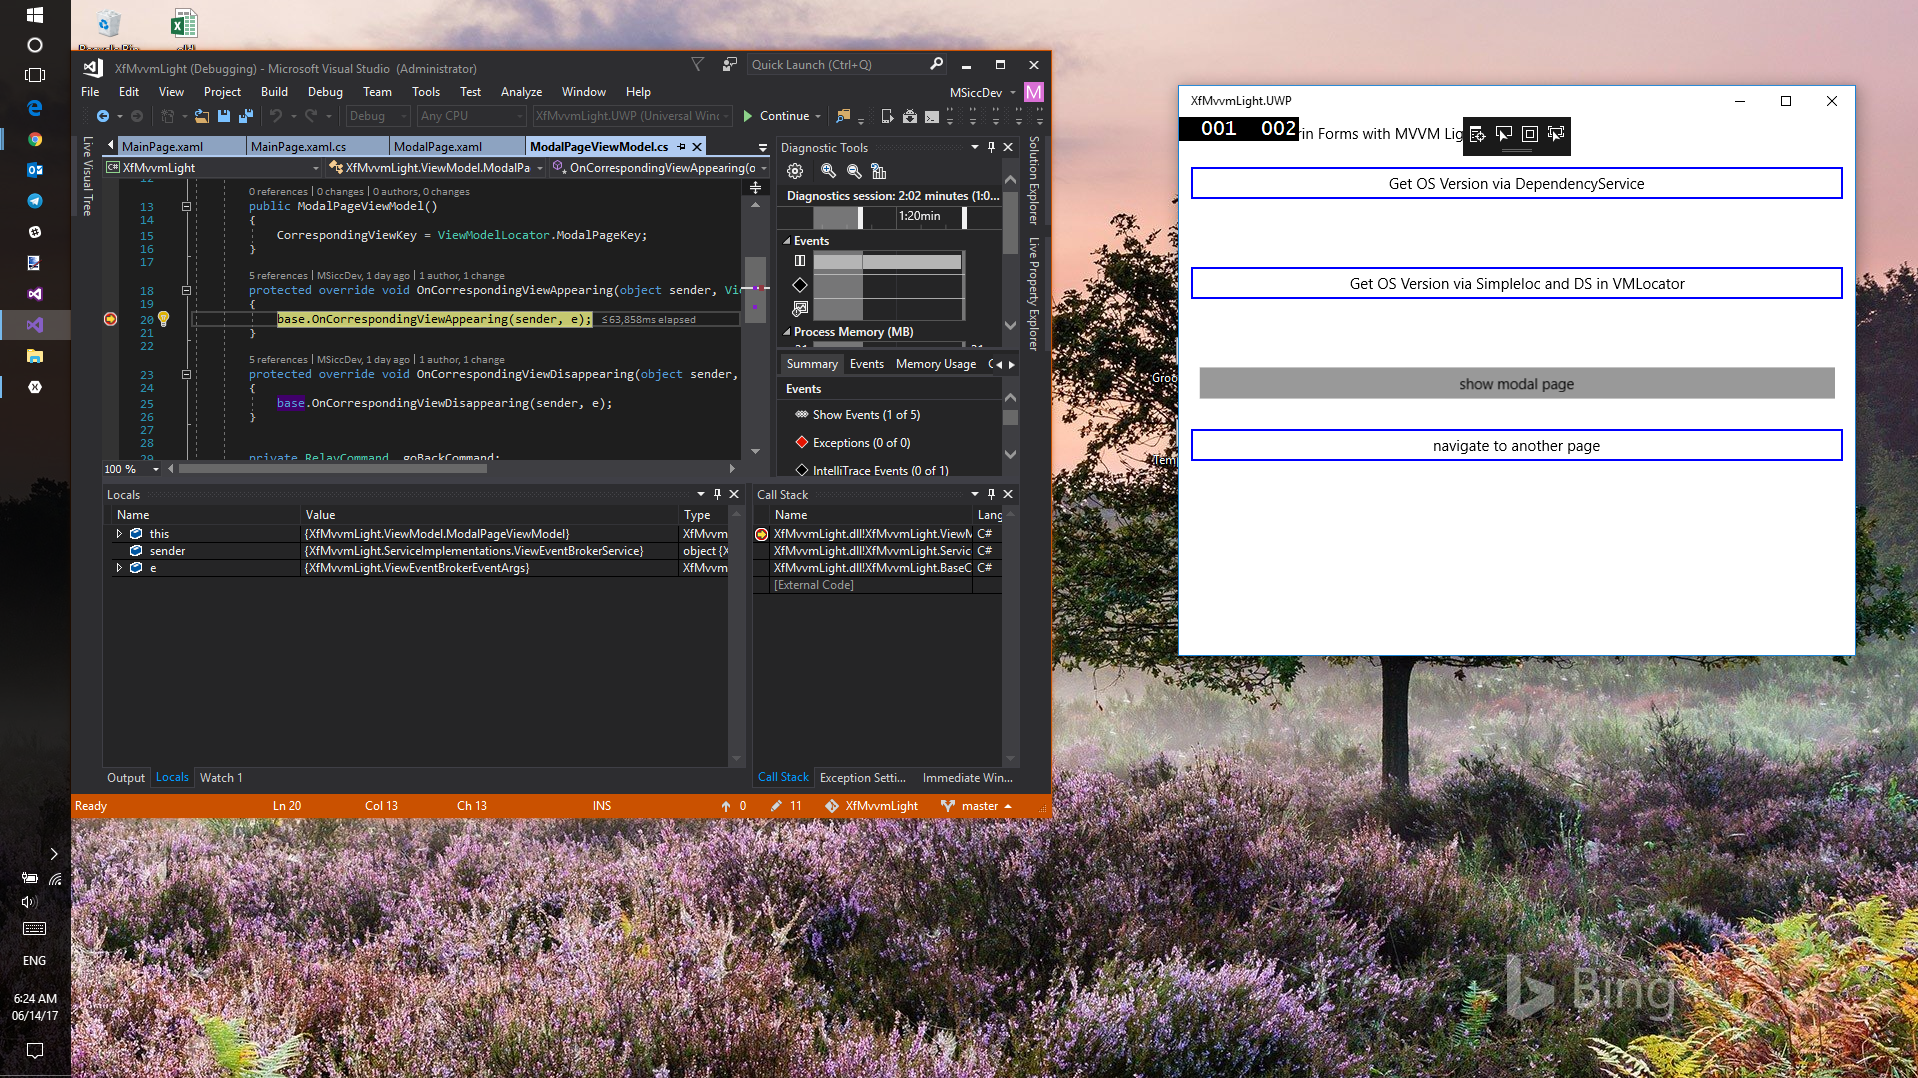 XfMvvmLight (Debugging) - Microsoft Visual Studio (Administrator)
Quick Launch (Ctrl+Q)
File Edit View Project Build Debug Team Tools Test Analyze Window Help
MSiccDev M
Debug Any CPU XfMvvmLight.UWP (Universal Win Continue
Live Visual Tree
MainPage.xaml MainPage.xaml.cs ModalPage.xaml ModalPageViewModel.cs
XfMvvmLight XfMvvmLight.ViewModel.ModalPa OnCorrespondingViewAppearing(o
12
0 references | 0 changes | 0 authors, 0 changes
13 public ModalPageViewModel()
14 {
15 CorrespondingViewKey = ViewModelLocator.ModalPageKey;
16 }
17
5 references | MSiccDev, 1 day ago | 1 author, 1 change
18 protected override void OnCorrespondingViewAppearing(object sender, Vi
19 {
20 base.OnCorrespondingViewAppearing(sender, e); ≤63,858ms elapsed
21 }
22
5 references | MSiccDev, 1 day ago | 1 author, 1 change
23 protected override void OnCorrespondingViewDisappearing(object sender,
24 {
25 base.OnCorrespondingViewDisappearing(sender, e);
26 }
27
28
29 private RelayCommand _goBackCommand;
100 %
Diagnostic Tools
Diagnostics session: 2:02 minutes (1:0...
1:20min
Events
Process Memory (MB)
Summary Events Memory Usage
Events
Show Events (1 of 5)
Exceptions (0 of 0)
IntelliTrace Events (0 of 1)
Solution Explorer
Live Property Explorer
Locals
Name Value Type
this {XfMvvmLight.ViewModel.ModalPageViewModel} XfMvvm
sender {XfMvvmLight.ServiceImplementations.ViewEventBrokerService} object {X
e {XfMvvmLight.ViewEventBrokerEventArgs} XfMvvm
Output Locals Watch 1
Call Stack
Name Lang
XfMvvmLight.dll!XfMvvmLight.ViewM C#
XfMvvmLight.dll!XfMvvmLight.Servic C#
XfMvvmLight.dll!XfMvvmLight.BaseC C#
[External Code]
Call Stack Exception Setti... Immediate Win...
Ready Ln 20 Col 13 Ch 13 INS 0 11 XfMvvmLight master
XfMvvmLight.UWP
001 002 rin Forms with MVVM Lig
Get OS Version via DependencyService
Get OS Version via SimpleIoc and DS in VMLocator
show modal page
navigate to another page
Groo
Tem
ENG
6:24 AM
06/14/17
Bing